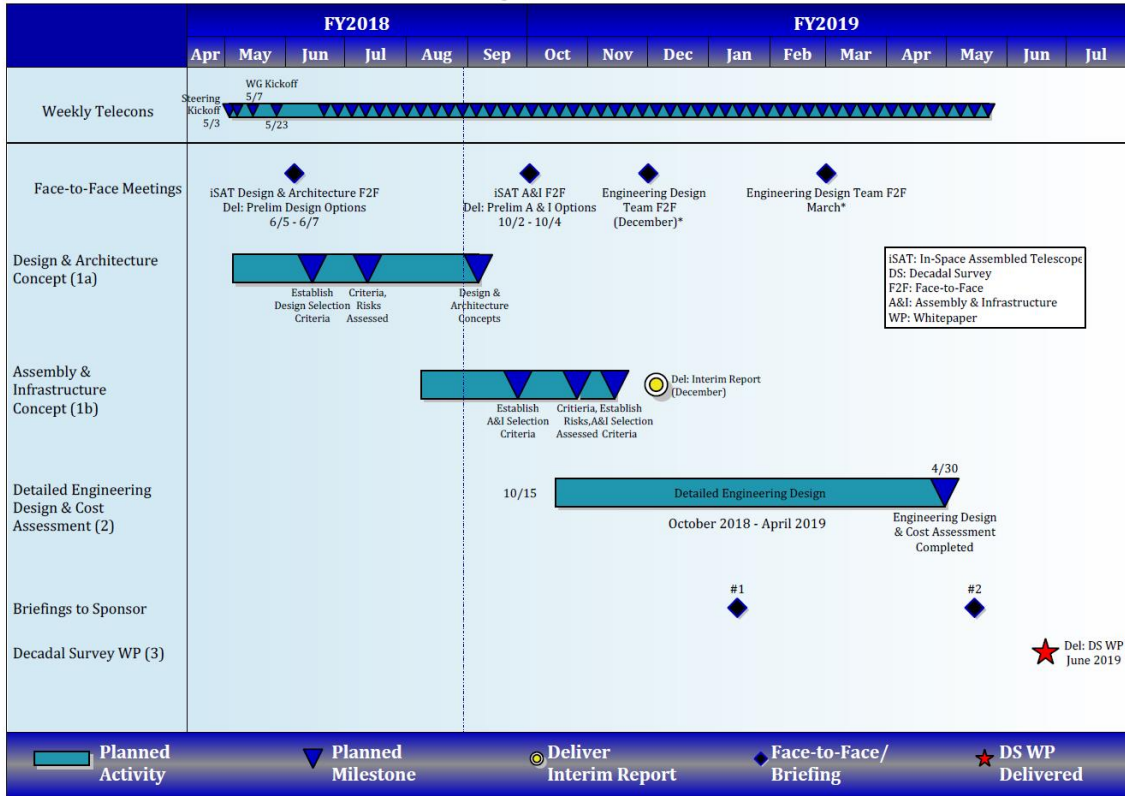 FY2018
FY2019
Apr May Jun Jul Aug Sep Oct Nov Dec Jan Feb Mar Apr May Jun Jul
Weekly Telecons
Steering
Kickoff
5/3
WG Kickoff
5/7
5/23
Face-to-Face Meetings
iSAT Design & Architecture F2F
Del: Prelim Design Options
6/5 - 6/7
iSAT A&I F2F
Del: Prelim A & I Options
10/2 - 10/4
Engineering Design
Team F2F
(December)*
Engineering Design Team F2F
March*
Design & Architecture
Concept (1a)
Establish
Design Selection
Criteria
Criteria,
Risks
Assessed
Design &
Architecture
Concepts
iSAT: In-Space Assembled Telescope
DS: Decadal Survey
F2F: Face-to-Face
A&I: Assembly & Infrastructure
WP: Whitepaper
Assembly &
Infrastructure
Concept (1b)
Establish
A&I Selection
Criteria
Critieria,
Risks,
Assessed
Establish
A&I Selection
Criteria
Del: Interim Report
(December)
Detailed Engineering
Design & Cost
Assessment (2)
10/15
Detailed Engineering Design
October 2018 - April 2019
4/30
Engineering Design
& Cost Assessment
Completed
Briefings to Sponsor
#1
#2
Decadal Survey WP (3)
Del: DS WP
June 2019
Planned
Activity
Planned
Milestone
Deliver
Interim Report
Face-to-Face/
Briefing
DS WP
Delivered